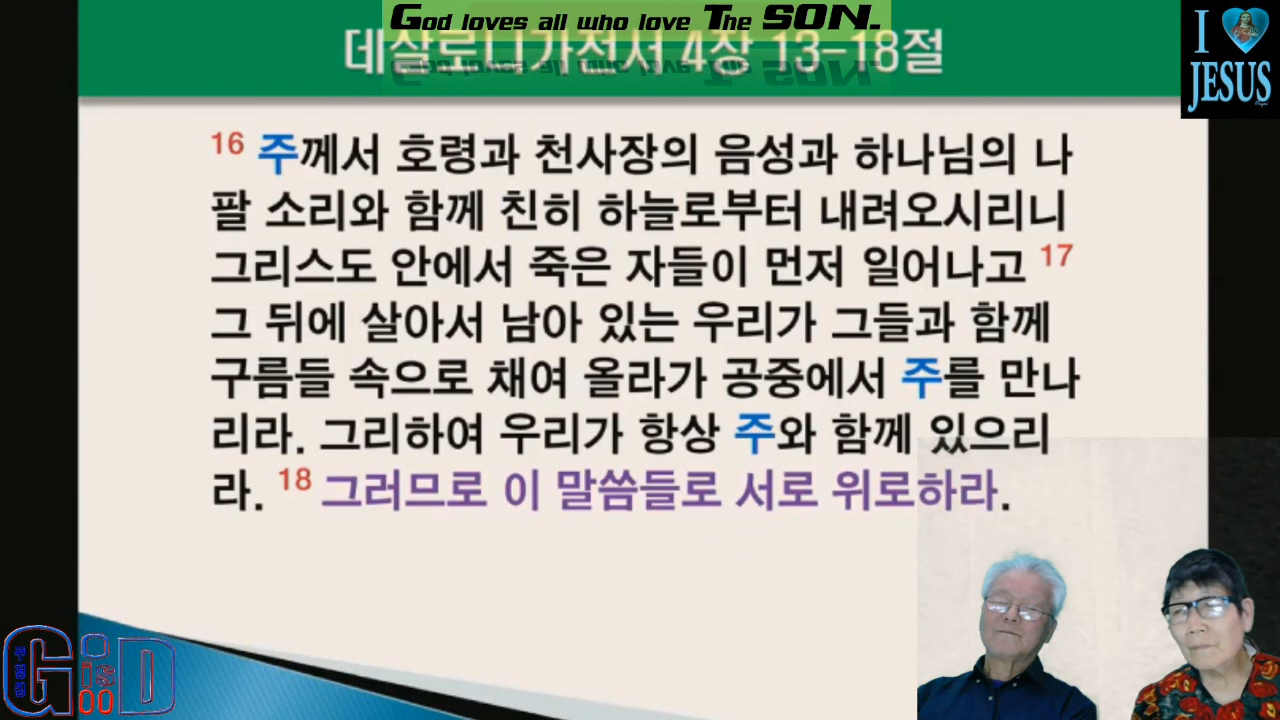 God loves all who love The SON.
데살로니가전서 4장 13-18절
I
JESUS
16 주께서 호령과 천사장의 음성과 하나님의 나
팔 소리와 함께 친히 하늘로부터 내려오시리니
그리스도 안에서 죽은 자들이 먼저 일어나고 17
그 뒤에 살아서 남아 있는 우리가 그들과 함께
구름들 속으로 채여 올라가 공중에서 주를 만나
리라. 그리하여 우리가 항상 주와 함께 있으리
라. 18 그러므로 이 말씀들로 서로 위로하라.
G is D